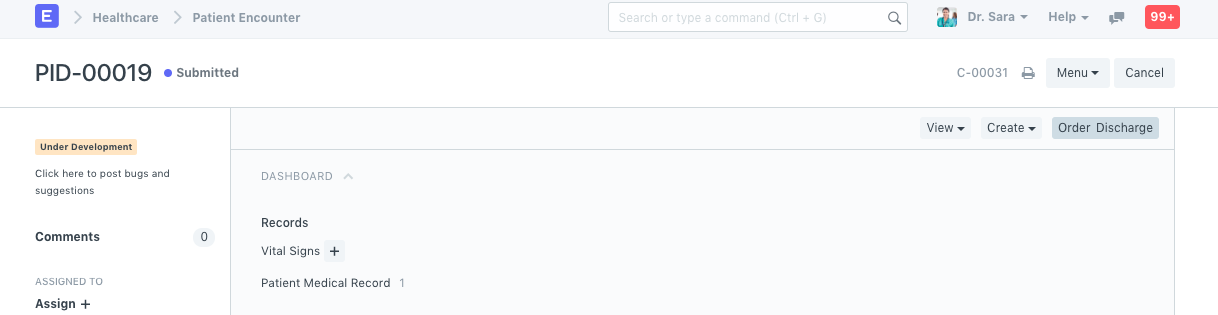 E Healthcare Patient Encounter Search or type a command (Ctrl + G) Dr. Sara Help 99+
PID-00019 Submitted C-00031 Menu Cancel
View Create Order Discharge
Under Development
Click here to post bugs and
suggestions
Comments 0
ASSIGNED TO
Assign +
DASHBOARD
Records
Vital Signs +
Patient Medical Record 1